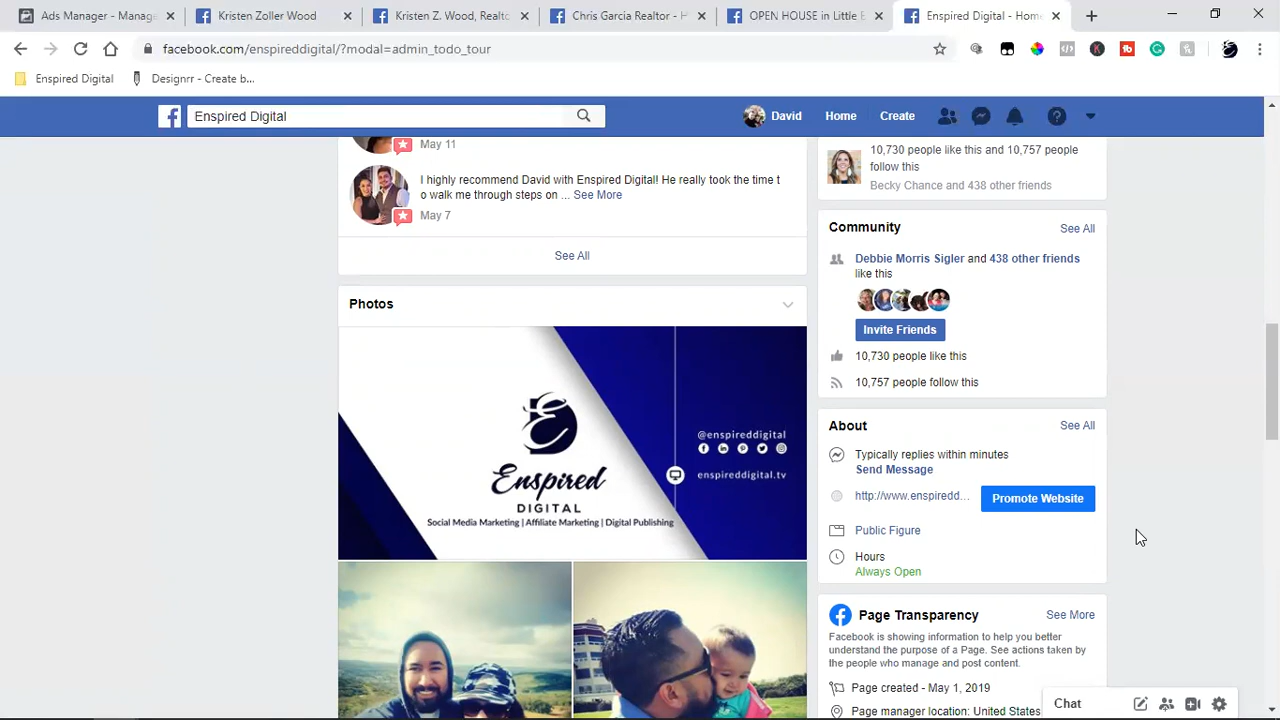 Ads Manager - Manage
Kristen Zoller Wood
Kristen Z. Wood, Realto
Chris Garcia Realtor - H
OPEN HOUSE in Little E
Enspired Digital - Home
facebook.com/enspireddigital/?modal=admin_todo_tour
Enspired Digital
Designrr - Create b...
Enspired Digital
David
Home
Create
May 11
I highly recommend David with Enspired Digital! He really took the time t
o walk me through steps on ... See More
May 7
See All
Photos
Enspired
DIGITAL
Social Media Marketing | Affiliate Marketing | Digital Publishing
@enspireddigital
enspireddigital.tv
10,730 people like this and 10,757 people
follow this
Becky Chance and 438 other friends
Community
See All
Debbie Morris Sigler and 438 other friends
like this
Invite Friends
10,730 people like this
10,757 people follow this
About
See All
Typically replies within minutes
Send Message
http://www.enspiredd...
Promote Website
Public Figure
Hours
Always Open
Page Transparency
See More
Facebook is showing information to help you better
understand the purpose of a Page. See actions taken by
the people who manage and post content.
Page created - May 1, 2019
Page manager location: United States
Chat